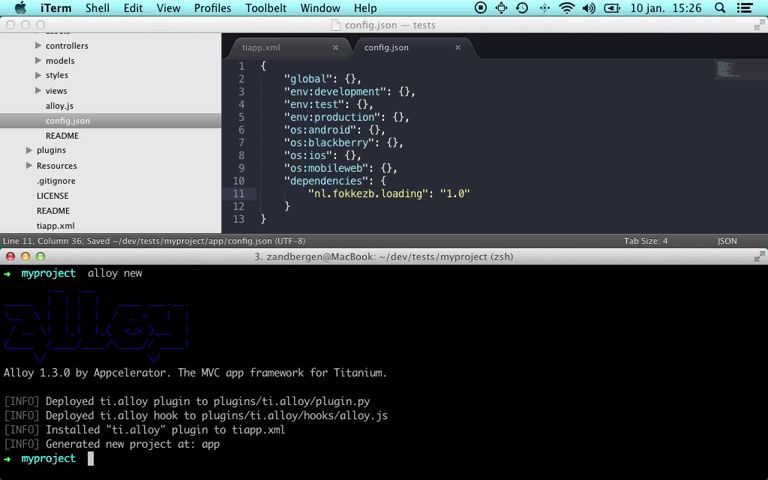 iTerm Shell Edit View Profiles Toolbelt Window Help 10 jan. 15:26
config.json — tests
controllers
models
styles
views
alloy.js
config.json
README
plugins
Resources
.gitignore
LICENSE
README
tiapp.xml
tiapp.xml × config.json ×
1 {
2 "global": {},
3 "env:development": {},
4 "env:test": {},
5 "env:production": {},
6 "os:android": {},
7 "os:blackberry": {},
8 "os:ios": {},
9 "os:mobileweb": {},
10 "dependencies": {
11 "nl.fokkezb.loading": "1.0"
12 }
13 }
Line 11, Column 36; Saved ~/dev/tests/myproject/app/config.json (UTF-8) Tab Size: 4 JSON
3. zandbergen@MacBook: ~/dev/tests/myproject (zsh)
→ myproject alloy new
alloy
Alloy 1.3.0 by Appcelerator. The MVC app framework for Titanium.
[INFO] Deployed ti.alloy plugin to plugins/ti.alloy/plugin.py
[INFO] Deployed ti.alloy hook to plugins/ti.alloy/hooks/alloy.js
[INFO] Installed "ti.alloy" plugin to tiapp.xml
[INFO] Generated new project at: app
→ myproject